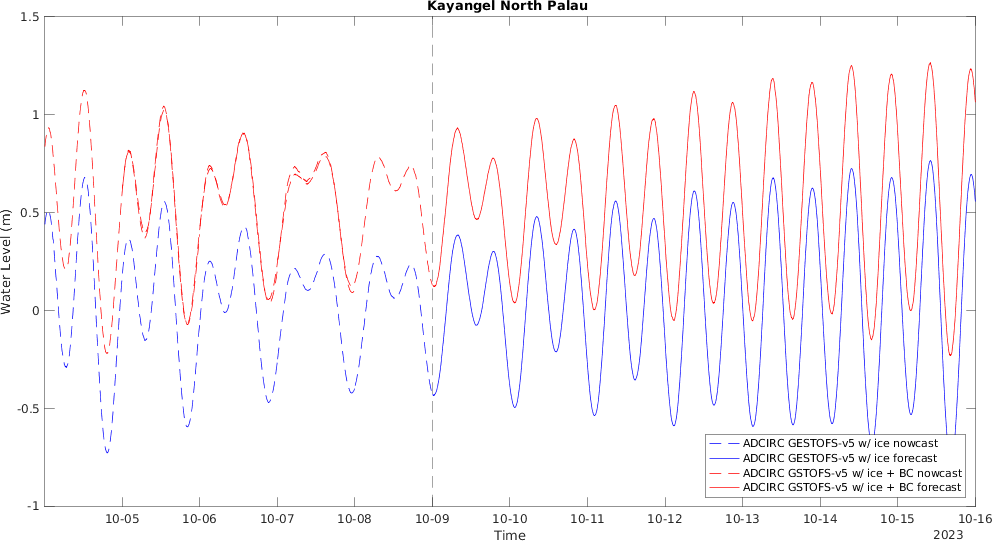 Kayangel North Palau
1.5
1
0.5
0
-0.5
-1
Water Level (m)
ADCIRC GESTOFS-v5 w/ ice nowcast
ADCIRC GESTOFS-v5 w/ ice forecast
ADCIRC GSTOFS-v5 w/ ice + BC nowcast
ADCIRC GSTOFS-v5 w/ ice + BC forecast
10-05 10-06 10-07 10-08 10-09 10-10 10-11 10-12 10-13 10-14 10-15 10-16
Time
2023